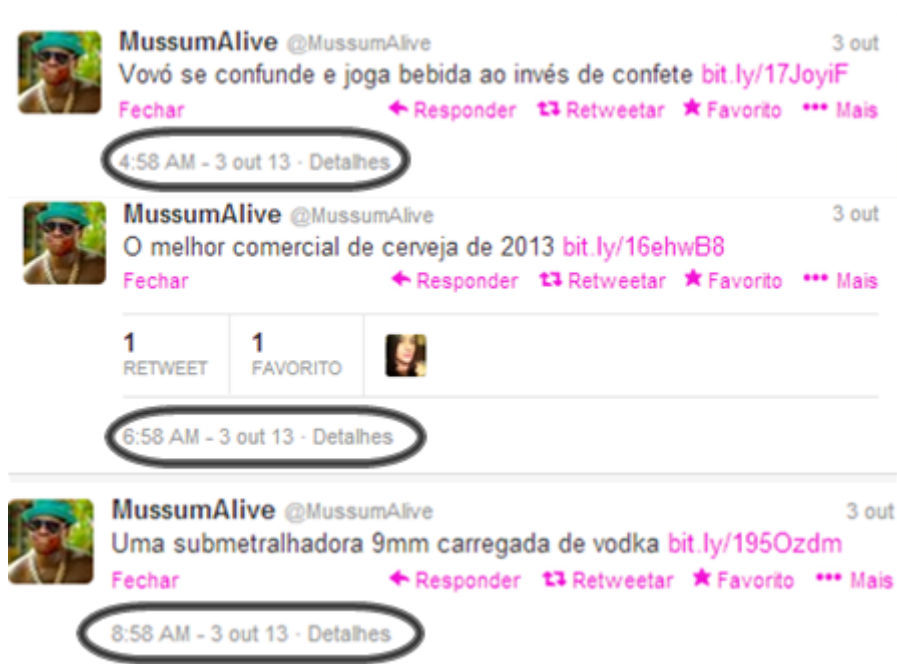 MussumAlive @MussumAlive 3 out
Vovó se confunde e joga bebida ao invés de confete bit.ly/17JoyiF
Fechar Responder Retweetar Favorito Mais
4:58 AM - 3 out 13 · Detalhes
MussumAlive @MussumAlive 3 out
O melhor comercial de cerveja de 2013 bit.ly/16ehwB8
Fechar Responder Retweetar Favorito Mais
1 1
RETWEET FAVORITO
6:58 AM - 3 out 13 · Detalhes
MussumAlive @MussumAlive 3 out
Uma submetralhadora 9mm carregada de vodka bit.ly/195Ozdm
Fechar Responder Retweetar Favorito Mais
8:58 AM - 3 out 13 · Detalhes